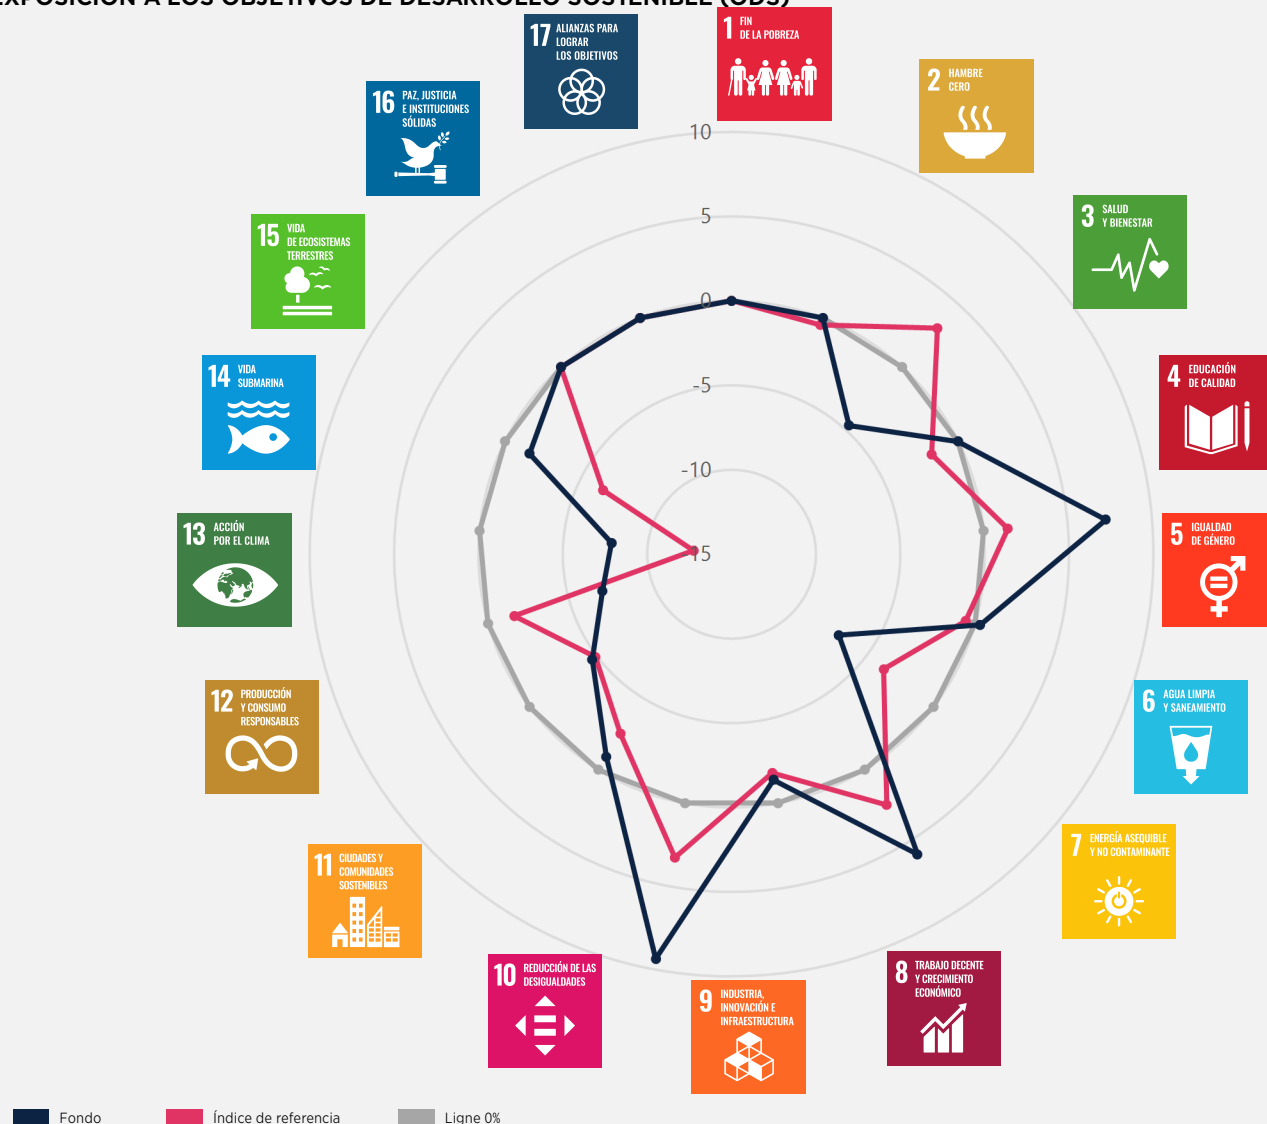 EXPOSICIÓN A LOS OBJETIVOS DE DESARROLLO SOSTENIBLE (ODS)
1 FIN
DE LA POBREZA
2 HAMBRE
CERO
3 SALUD
Y BIENESTAR
4 EDUCACIÓN
DE CALIDAD
5 IGUALDAD
DE GÉNERO
6 AGUA LIMPIA
Y SANEAMIENTO
7 ENERGÍA ASEQUIBLE
Y NO CONTAMINANTE
8 TRABAJO DECENTE
Y CRECIMIENTO
ECONÓMICO
9 INDUSTRIA,
INNOVACIÓN E
INFRAESTRUCTURA
10 REDUCCIÓN DE LAS
DESIGUALDADES
11 CIUDADES Y
COMUNIDADES
SOSTENIBLES
12 PRODUCCIÓN
Y CONSUMO
RESPONSABLES
13 ACCIÓN
POR EL CLIMA
14 VIDA
SUBMARINA
15 VIDA
DE ECOSISTEMAS
TERRESTRES
16 PAZ, JUSTICIA
E INSTITUCIONES
SÓLIDAS
17 ALIANZAS PARA
LOGRAR
LOS OBJETIVOS
10
5
0
-5
-10
15
Fondo
Índice de referencia
Ligne 0%